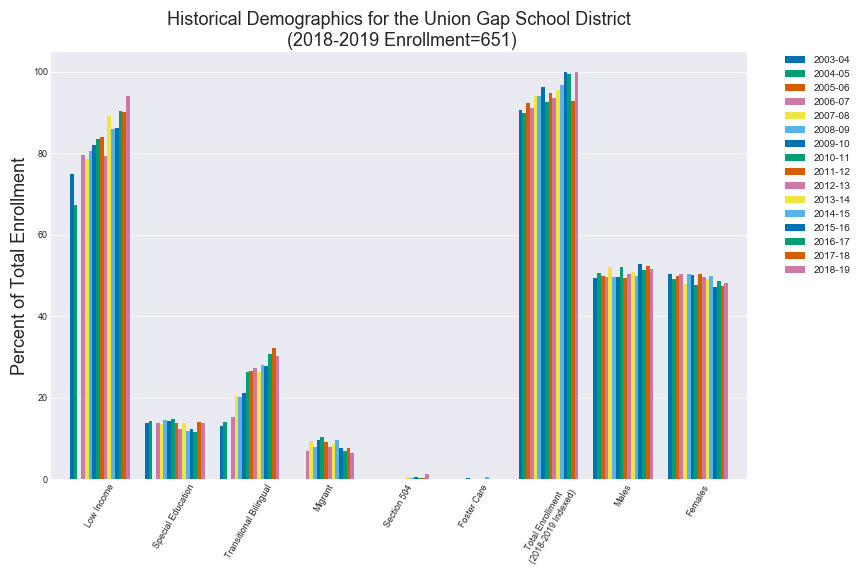 Historical Demographics for the Union Gap School District
(2018-2019 Enrollment=651)
Percent of Total Enrollment
100
80
60
40
20
0
Low Income
Special Education
Transitional Bilingual
Migrant
Section 504
Foster Care
Total Enrollment
(2018-2019 Indexed)
Males
Females
2003-04
2004-05
2005-06
2006-07
2007-08
2008-09
2009-10
2010-11
2011-12
2012-13
2013-14
2014-15
2015-16
2016-17
2017-18
2018-19